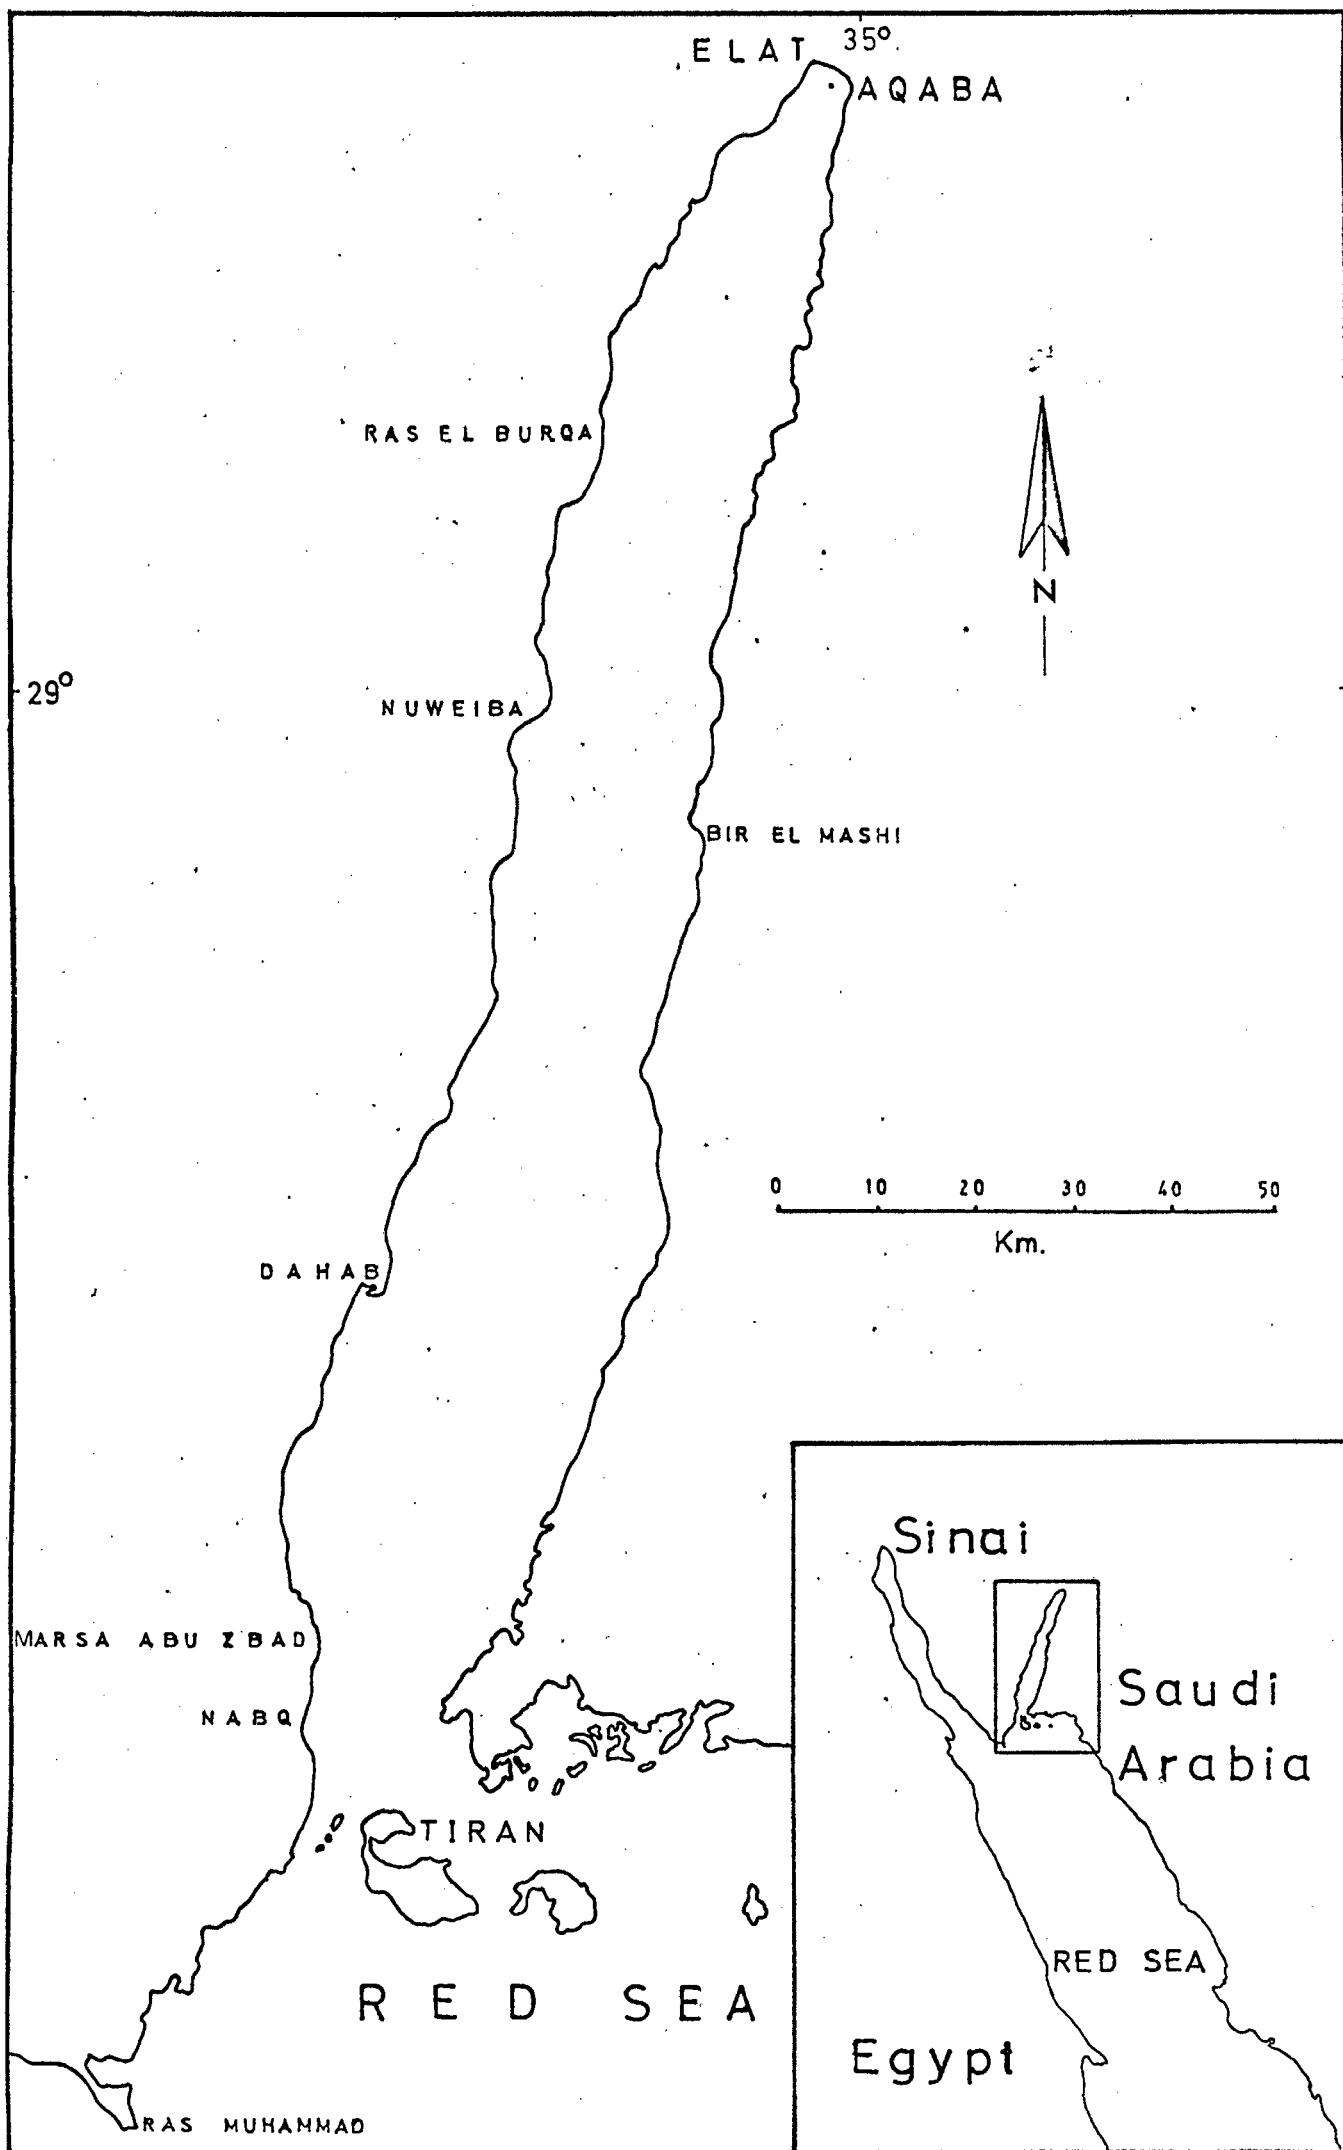 35°
ELAT
AQABA
RAS EL BURQA
N
29°
NUWEIBA
BIR EL MASHI
0 10 20 30 40 50
Km.
DAHAB
Sinai
MARSA ABU ZBAD
Saudi
Arabia
NABQ
TIRAN
RED SEA
RED SEA
Egypt
RAS MUHAMMAD